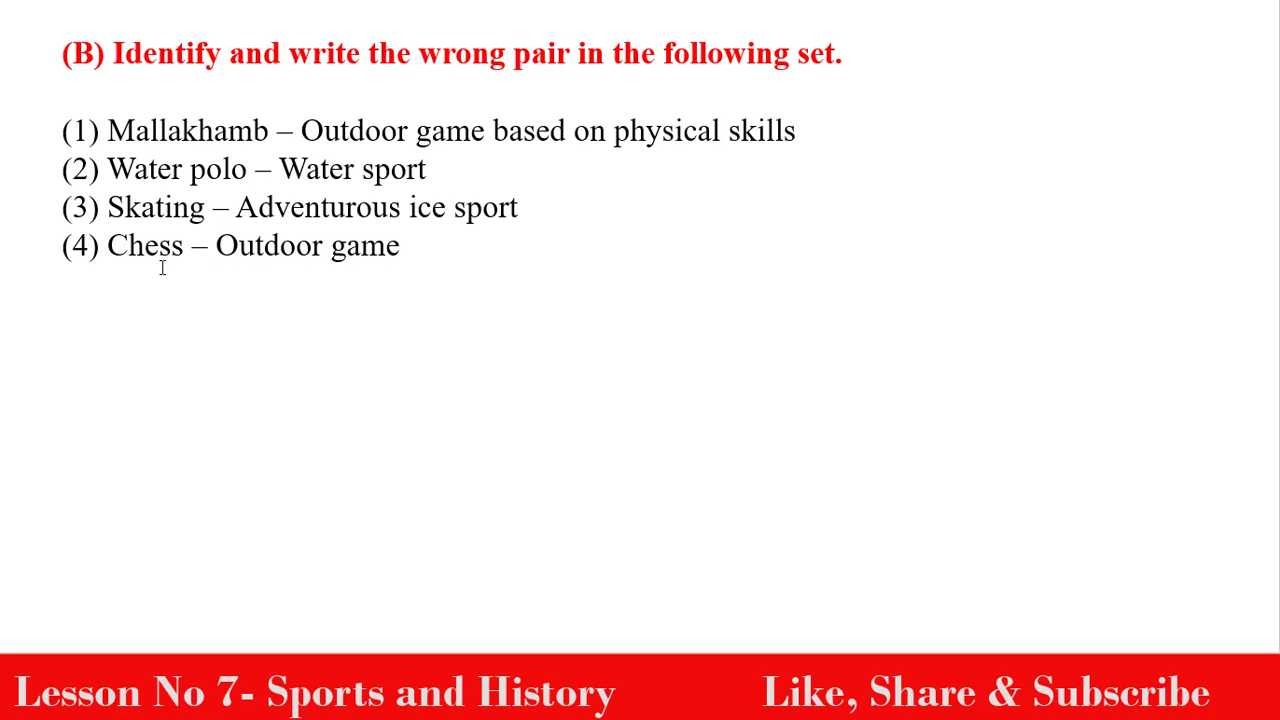 (B) Identify and write the wrong pair in the following set.
(1) Mallakhamb – Outdoor game based on physical skills
(2) Water polo – Water sport
(3) Skating – Adventurous ice sport
(4) Chess – Outdoor game
Lesson No 7- Sports and History
Like, Share & Subscribe